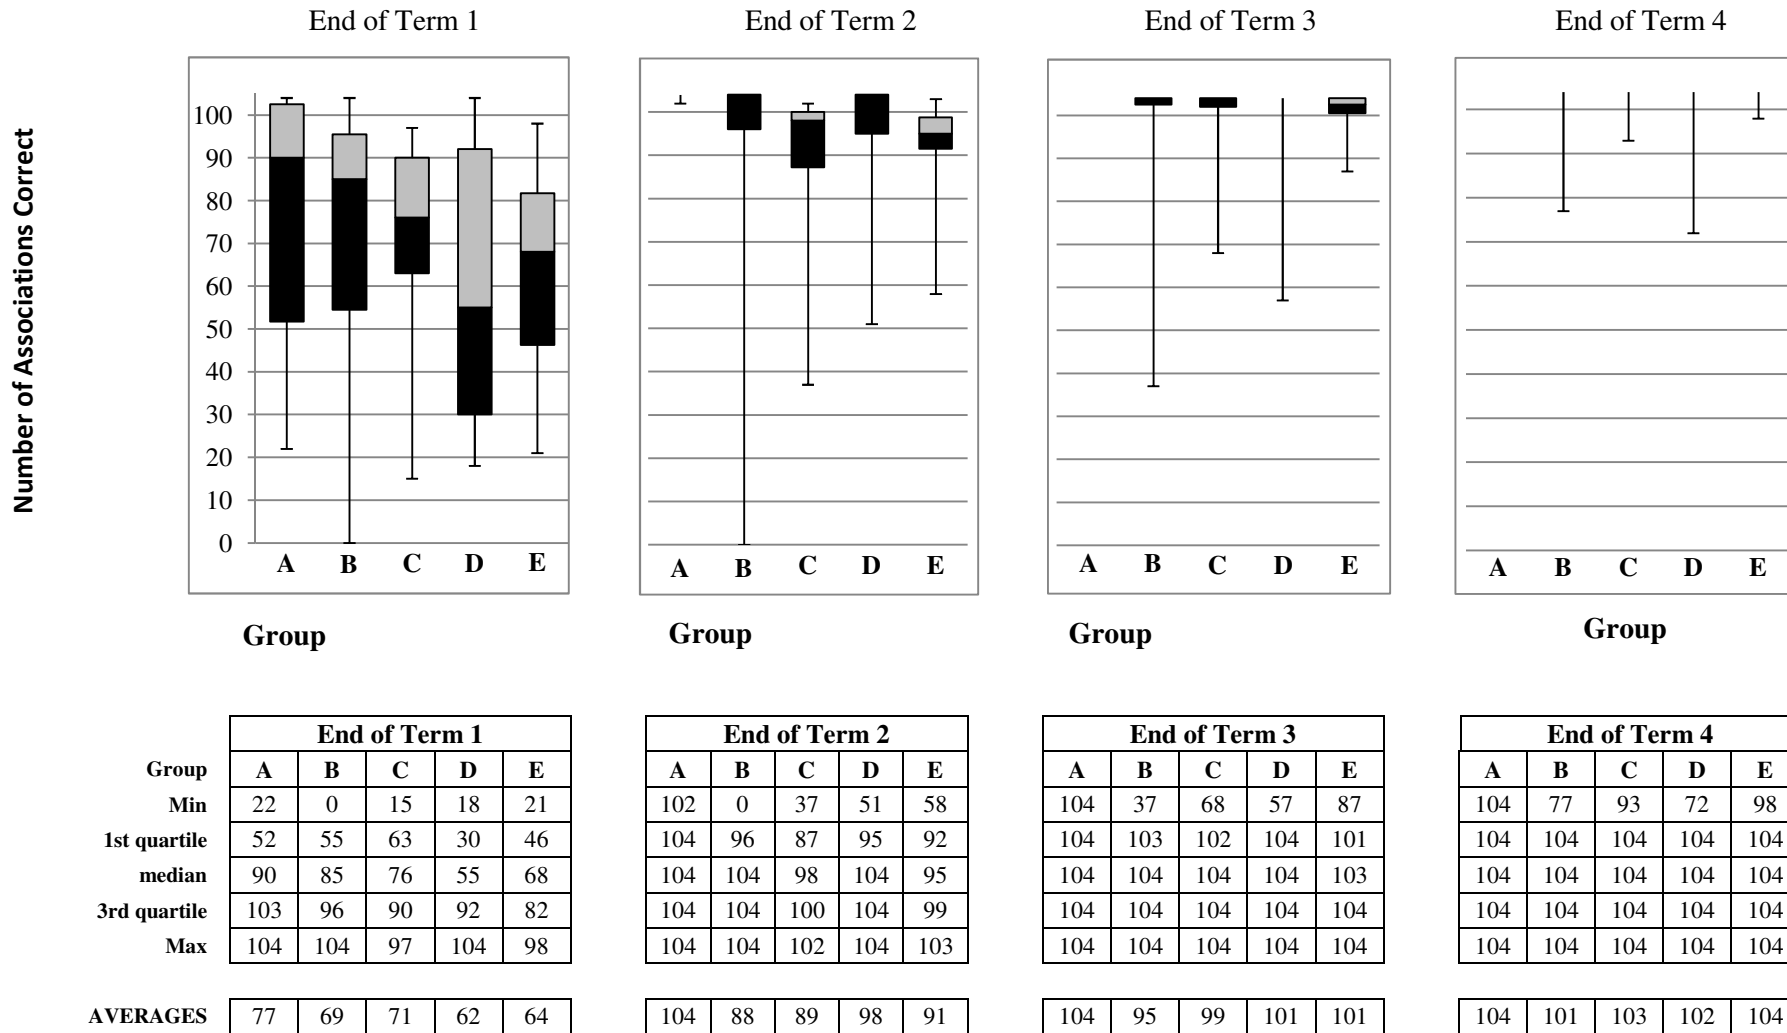 End of Term 1 End of Term 2 End of Term 3 End of Term 4
Number of Associations Correct
100
90
80
70
60
50
40
30
20
10
0
A B C D E A B C D E A B C D E A B C D E
Group Group Group Group
End of Term 1 End of Term 2 End of Term 3 End of Term 4
Group A B C D E A B C D E A B C D E A B C D E
Min 22 0 15 18 21 102 0 37 51 58 104 37 68 57 87 104 77 93 72 98
1st quartile 52 55 63 30 46 104 96 87 95 92 104 103 102 104 101 104 104 104 104 104
median 90 85 76 55 68 104 104 98 104 95 104 104 104 104 103 104 104 104 104 104
3rd quartile 103 96 90 92 82 104 104 100 104 99 104 104 104 104 104 104 104 104 104 104
Max 104 104 97 104 98 104 104 102 104 103 104 104 104 104 104 104 104 104 104 104
AVERAGES 77 69 71 62 64 104 88 89 98 91 104 95 99 101 101 104 101 103 102 104